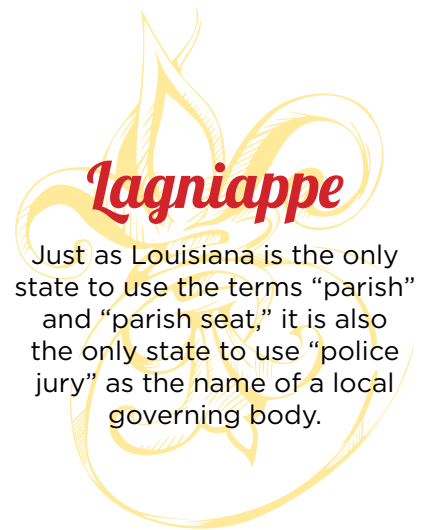 Lagniappe
Just as Louisiana is the only
state to use the terms “parish”
and “parish seat,” it is also
the only state to use “police
jury” as the name of a local
governing body.